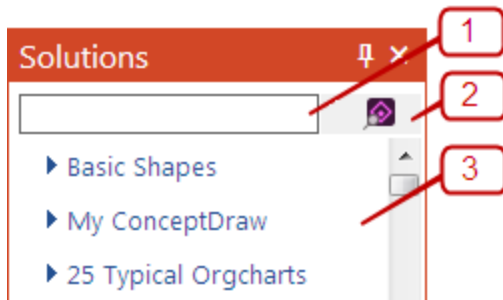 1
Solutions
2
Basic Shapes
3
My ConceptDraw
25 Typical Orgcharts